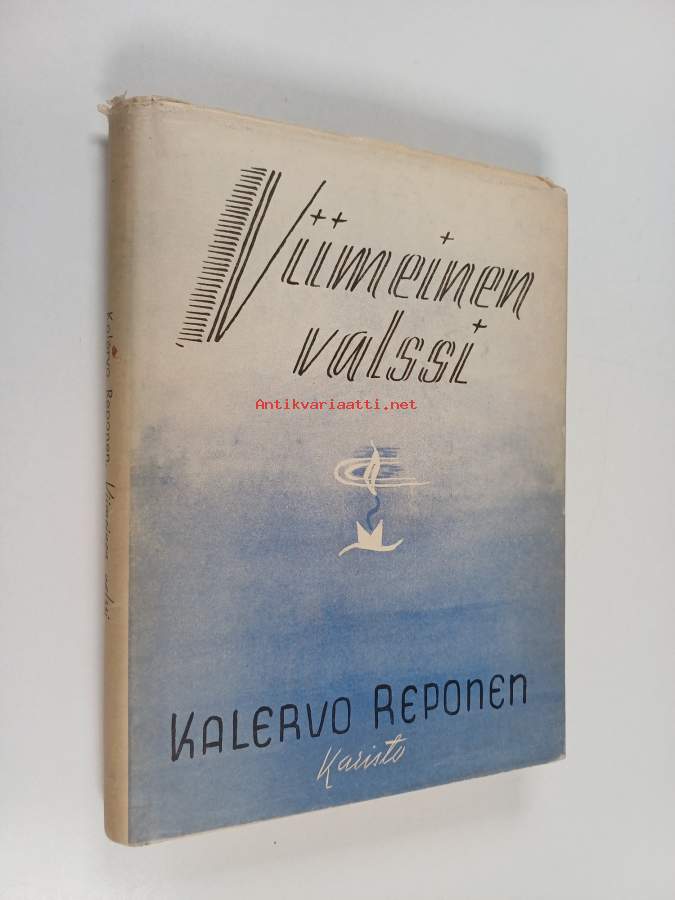 Viimeinen
valssi
Antikvariaatti.net
KALERVO REPONEN
Karisto
Kalervo Reponen Viimeinen valssi